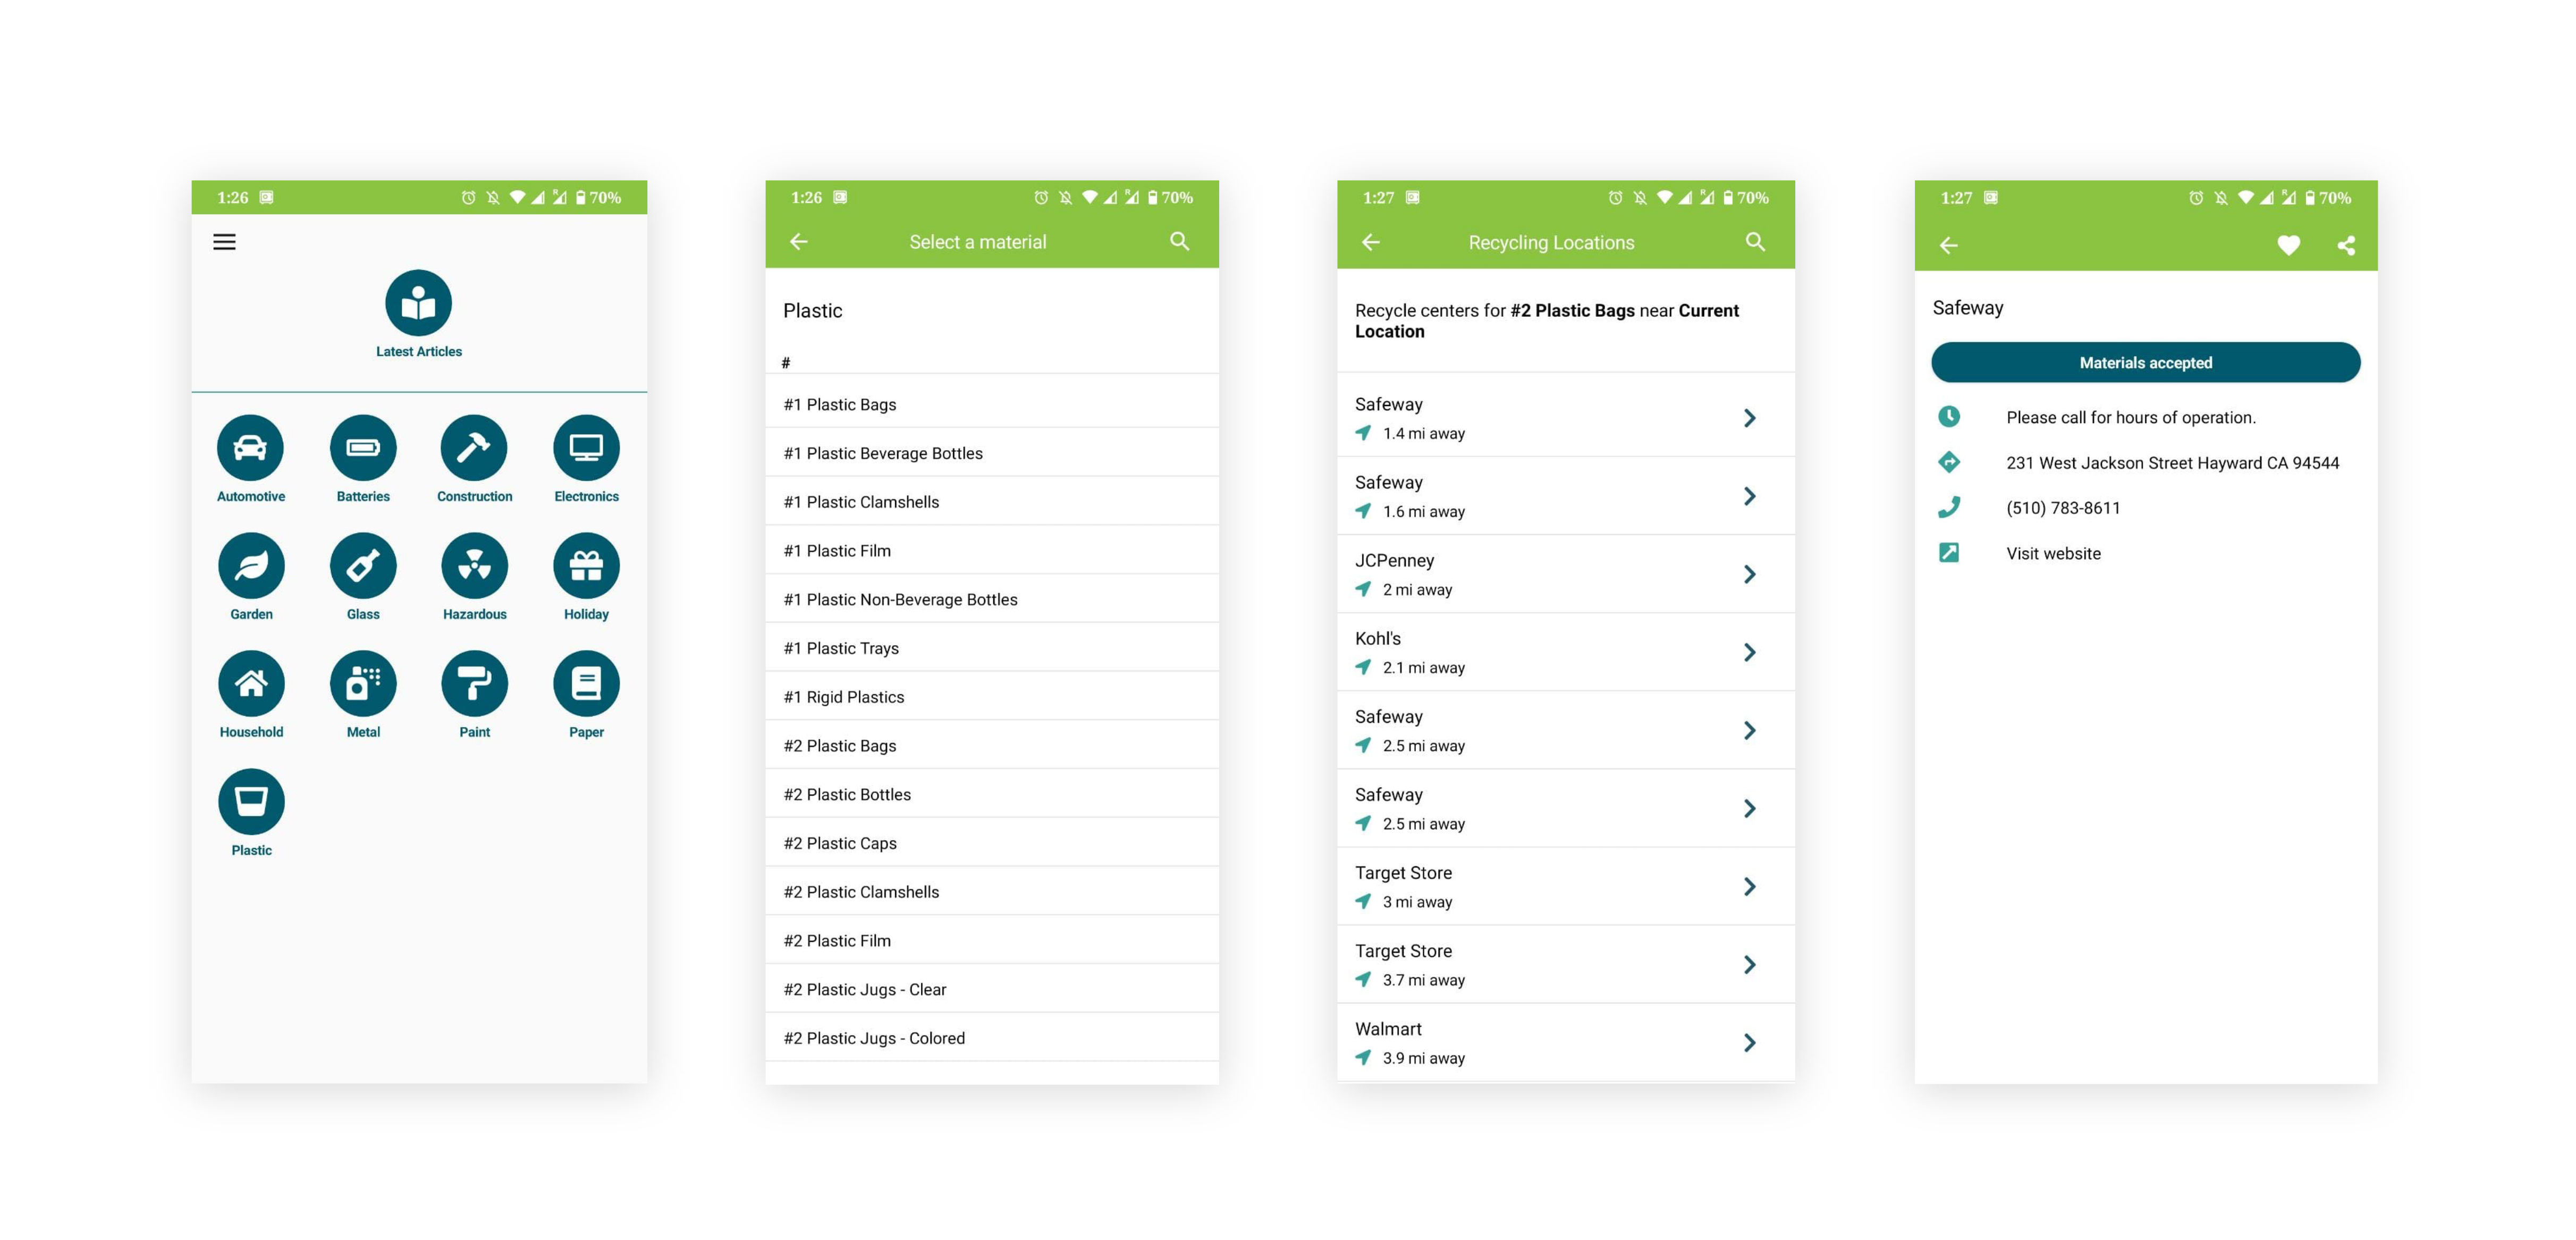 1:26
70%
Latest Articles
Automotive Batteries Construction Electronics
Garden Glass Hazardous Holiday
Household Metal Paint Paper
Plastic
1:26
R
70%
Select a material
Plastic
#
#1 Plastic Bags
#1 Plastic Beverage Bottles
#1 Plastic Clamshells
#1 Plastic Film
#1 Plastic Non-Beverage Bottles
#1 Plastic Trays
#1 Rigid Plastics
#2 Plastic Bags
#2 Plastic Bottles
#2 Plastic Caps
#2 Plastic Clamshells
#2 Plastic Film
#2 Plastic Jugs - Clear
#2 Plastic Jugs - Colored
1:27
R
70%
Recycling Locations
Recycle centers for #2 Plastic Bags near Current
Location
Safeway
1.4 mi away
Safeway
1.6 mi away
JCPenney
2 mi away
Kohl's
2.1 mi away
Safeway
2.5 mi away
Safeway
2.5 mi away
Target Store
3 mi away
Target Store
3.7 mi away
Walmart
3.9 mi away
1:27
R
70%
Safeway
Materials accepted
Please call for hours of operation.
231 West Jackson Street Hayward CA 94544
(510) 783-8611
Visit website